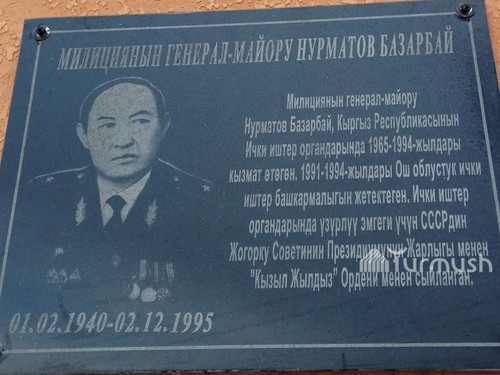 МИЛИЦИЯНЫН ГЕНЕРАЛ-МАЙОРУ НУРМАТОВ БАЗАРБАЙ
Милициянын генерал-майору
Нурматов Базарбай, Кыргыз Республикасынын
Ички иштер органдарында 1965-1994-жылдары
кызмат өтөгөн. 1991-1994-жылдары Ош облустук ички
иштер башкармалыгын жетектеген. Ички иштер
органдарында үзүрлүү эмгеги үчүн СССРдин
Жогорку Советинин Президиумунун Жарлыгы менен
"Кызыл Жылдыз" Ордени менен сыйланган.
01.02.1940-02.12.1995
Turmush